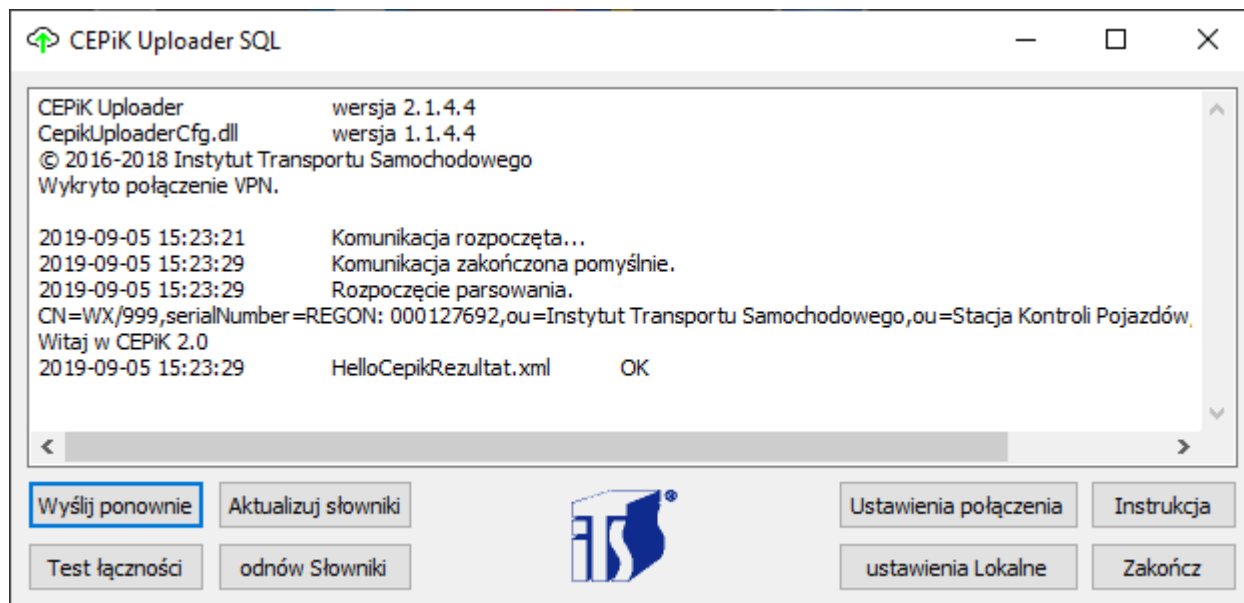 CEPiK Uploader SQL
CEPiK Uploader wersja 2.1.4.4
CepikUploaderCfg.dll wersja 1.1.4.4
© 2016-2018 Instytut Transportu Samochodowego
Wykryto połączenie VPN.
2019-09-05 15:23:21 Komunikacja rozpoczęta...
2019-09-05 15:23:29 Komunikacja zakończona pomyślnie.
2019-09-05 15:23:29 Rozpoczęcie parsowania.
CN=WX/999,serialNumber=REGON: 000127692,ou=Instytut Transportu Samochodowego,ou=Stacja Kontroli Pojazdów,
Witaj w CEPiK 2.0
2019-09-05 15:23:29 HelloCepikRezultat.xml OK
Wyślij ponownie Aktualizuj słowniki ITS® Ustawienia połączenia Instrukcja
Test łączności odnów Słowniki ustawienia Lokalne Zakończ